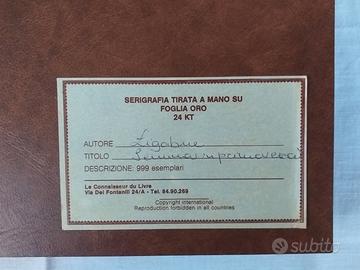 SERIGRAFIA TIRATA A MANO SU
FOGLIA ORO
24 KT
AUTORE Ligabue
TITOLO
DESCRIZIONE: 999 esemplari
Le Connaisseur du Livre
Via Dei Fontanili 24/A - Tel. 84.90.269
Copyright international
Reproduction forbidden in all countries
subito